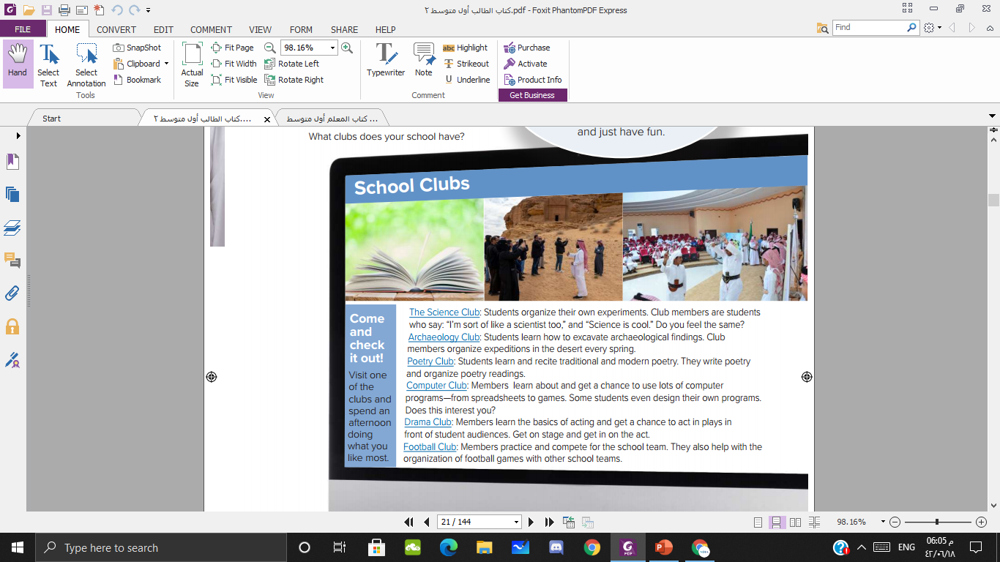 كتاب الطالب أول متوسط ٢.pdf - Foxit PhantomPDF Express
FILE HOME CONVERT EDIT COMMENT VIEW FORM SHARE HELP
Find
Hand
Select Text
Select Annotation
SnapShot
Clipboard
Bookmark
Tools
Actual Size
Fit Page
Fit Width
Fit Visible
98.16%
Rotate Left
Rotate Right
View
Typewriter
Note
abc Highlight
T Strikeout
U Underline
Comment
Purchase
Activate
Product Info
Get Business
Start
كتاب الطالب أول متوسط ٢....
كتاب المعلم أول متوسط ...
What clubs does your school have?
and just have fun.
School Clubs
Come
and
check
it out!
Visit one
of the
clubs and
spend an
afternoon
doing
what you
like most.
The Science Club: Students organize their own experiments. Club members are students
who say: “I’m sort of like a scientist too,” and “Science is cool.” Do you feel the same?
Archaeology Club: Students learn how to excavate archaeological findings. Club
members organize expeditions in the desert every spring.
Poetry Club: Students learn and recite traditional and modern poetry. They write poetry
and organize poetry readings.
Computer Club: Members learn about and get a chance to use lots of computer
programs—from spreadsheets to games. Some students even design their own programs.
Does this interest you?
Drama Club: Members learn the basics of acting and get a chance to act in plays in
front of student audiences. Get on stage and get in on the act.
Football Club: Members practice and compete for the school team. They also help with the
organization of football games with other school teams.
21 / 144
98.16%
Type here to search
PDF
ENG
06:05 م
٤٢/٠٦/١٨